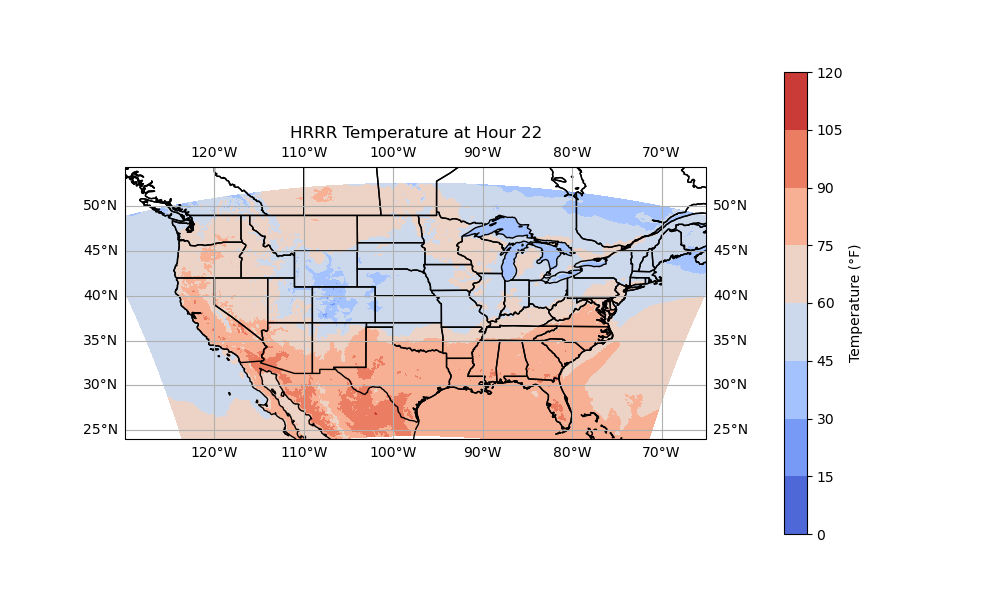 HRRR Temperature at Hour 22
120°W 110°W 100°W 90°W 80°W 70°W
50°N 50°N
45°N 45°N
40°N 40°N
35°N 35°N
30°N 30°N
25°N 25°N
120°W 110°W 100°W 90°W 80°W 70°W
120
105
90
75
60
45
30
15
0
Temperature (°F)